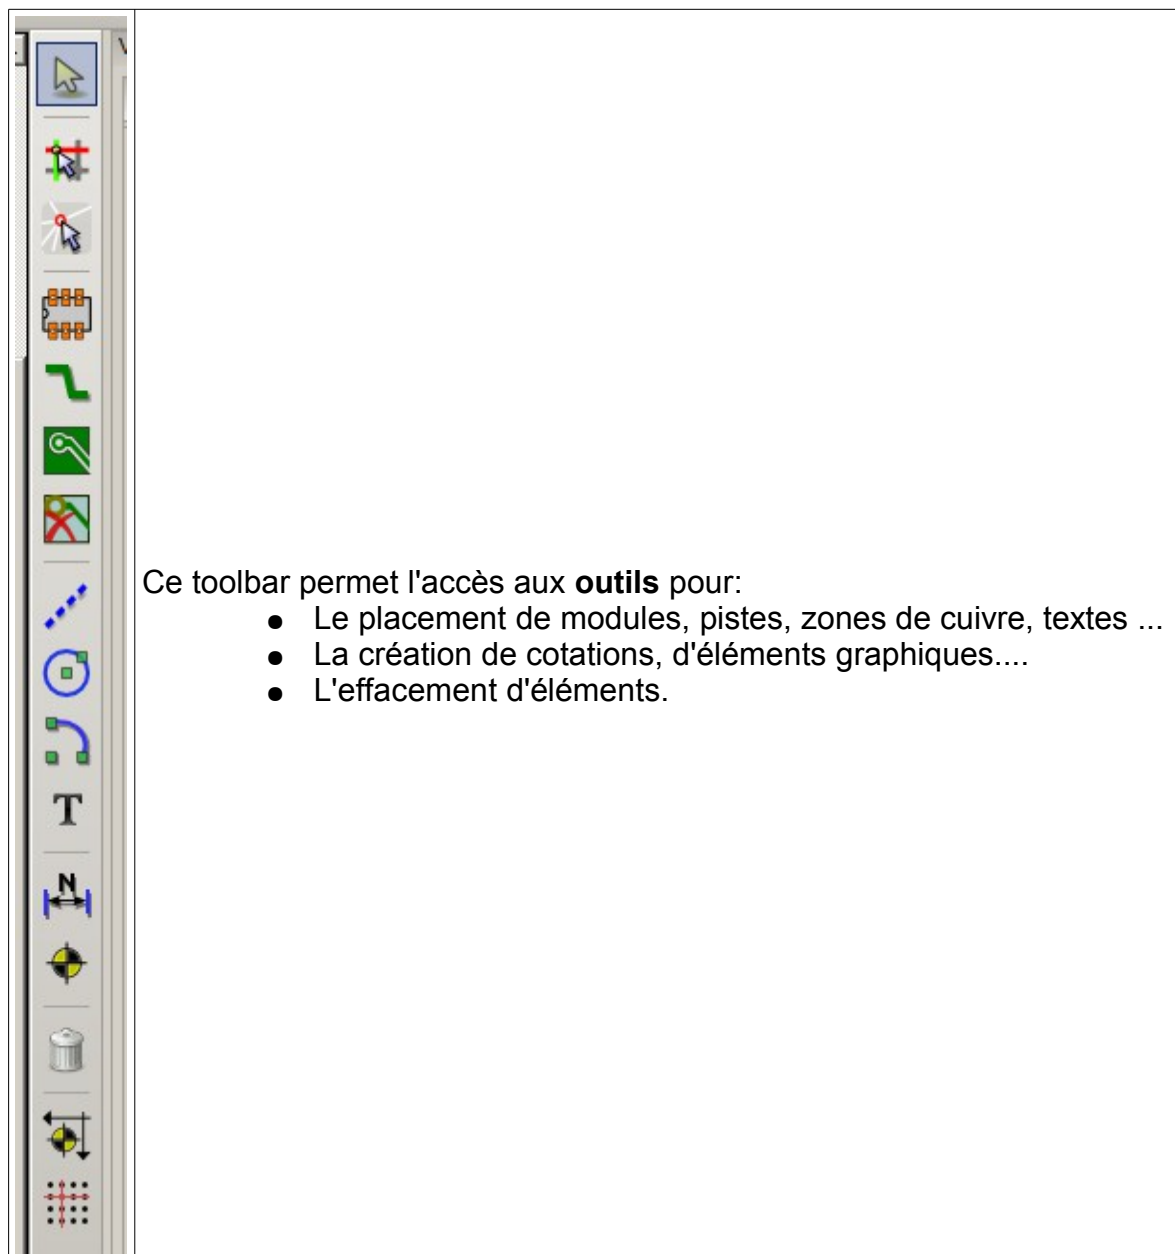 Ce toolbar permet l'accès aux outils pour:
● Le placement de modules, pistes, zones de cuivre, textes ...
● La création de cotations, d'éléments graphiques....
● L'effacement d'éléments.
T
N